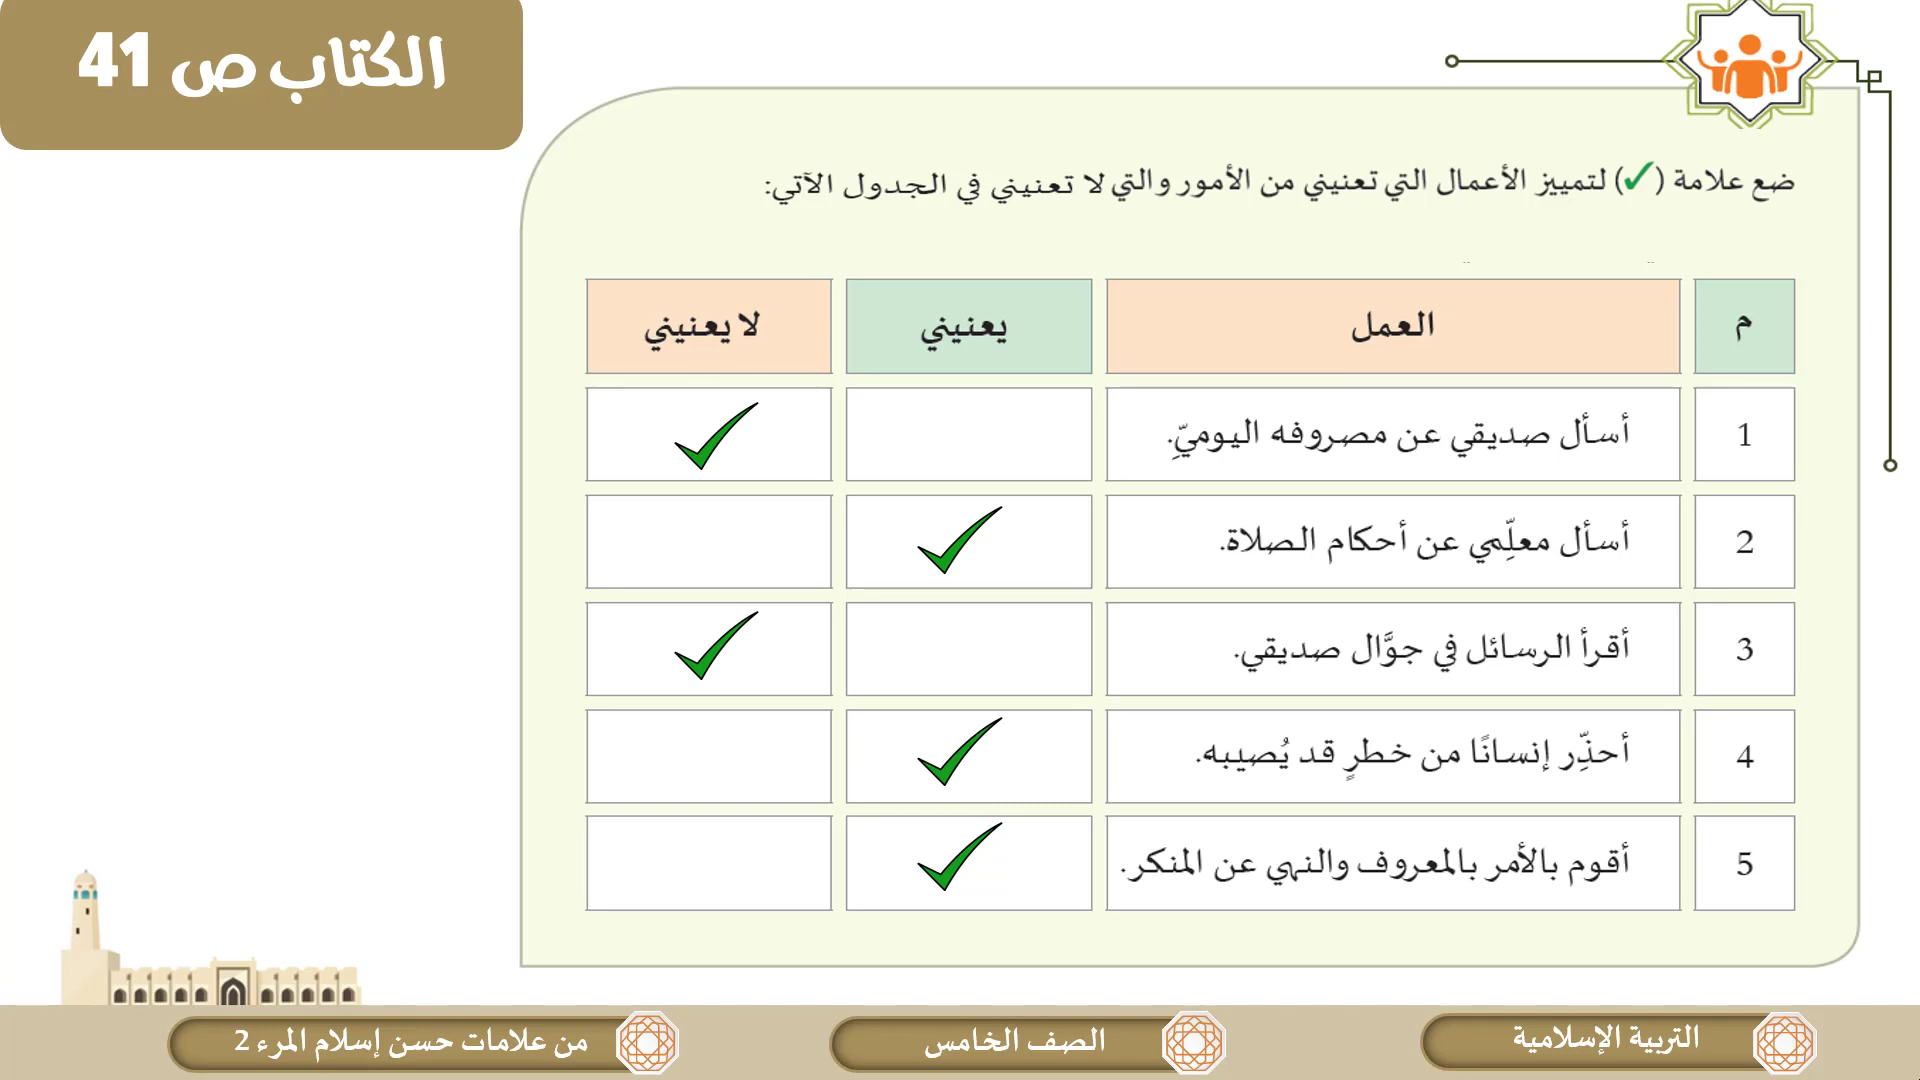 الكتاب ص 41
ضع علامة (✓) لتمييز الأعمال التي تعنيني من الأمور والتي لا تعنيني في الجدول الآتي:
م العمل يعنيني لا يعنيني
1 أسأل صديقي عن مصروفه اليوميِّ. ✓
2 أسأل معلِّمي عن أحكام الصلاة. ✓
3 أقرأ الرسائل في جوَّال صديقي. ✓
4 أحذِّر إنسانًا من خطرٍ قد يُصيبه. ✓
5 أقوم بالأمر بالمعروف والنهي عن المنكر. ✓
التربية الإسلامية
الصف الخامس
من علامات حسن إسلام المرء 2